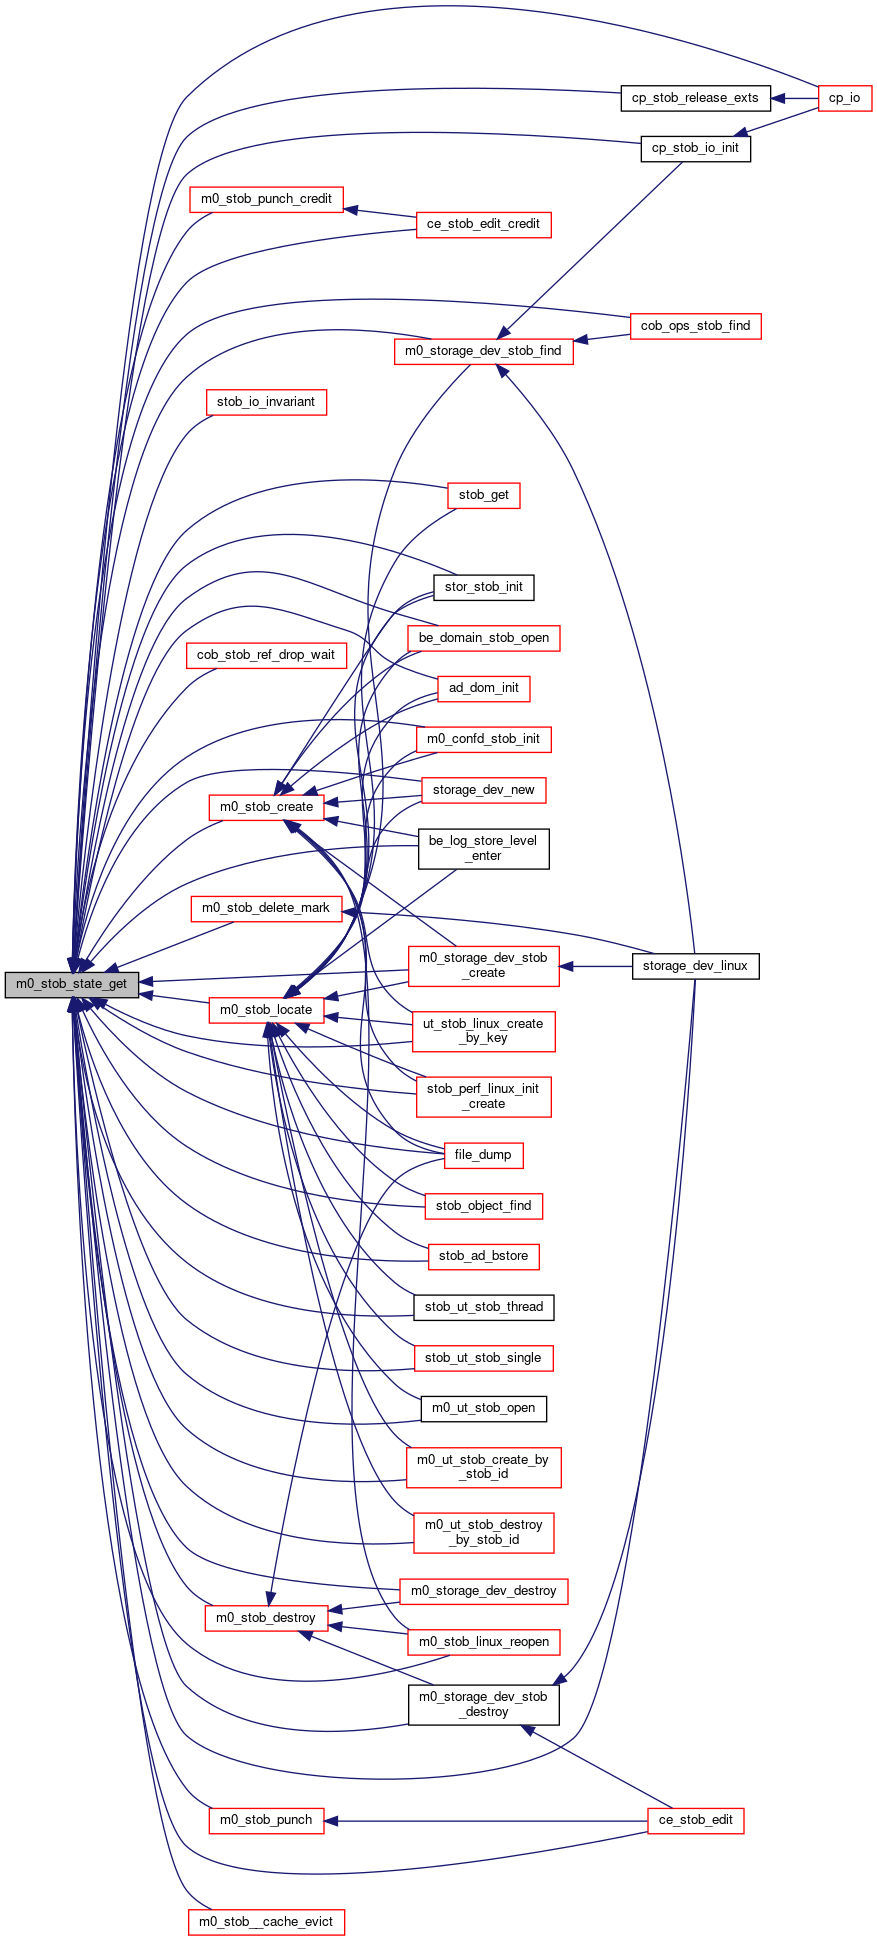 cp_io
cp_stob_release_exts
cp_stob_io_init
m0_stob_punch_credit
ce_stob_edit_credit
cob_ops_stob_find
m0_storage_dev_stob_find
stob_io_invariant
stob_get
stor_stob_init
be_domain_stob_open
cob_stob_ref_drop_wait
ad_dom_init
m0_confd_stob_init
storage_dev_new
m0_stob_create
be_log_store_level
_enter
m0_stob_delete_mark
m0_storage_dev_stob
_create
storage_dev_linux
m0_stob_state_get
m0_stob_locate
ut_stob_linux_create
_by_key
stob_perf_linux_init
_create
file_dump
stob_object_find
stob_ad_bstore
stob_ut_stob_thread
stob_ut_stob_single
m0_ut_stob_open
m0_ut_stob_create_by
_stob_id
m0_ut_stob_destroy
_by_stob_id
m0_storage_dev_destroy
m0_stob_destroy
m0_stob_linux_reopen
m0_storage_dev_stob
_destroy
m0_stob_punch
ce_stob_edit
m0_stob__cache_evict